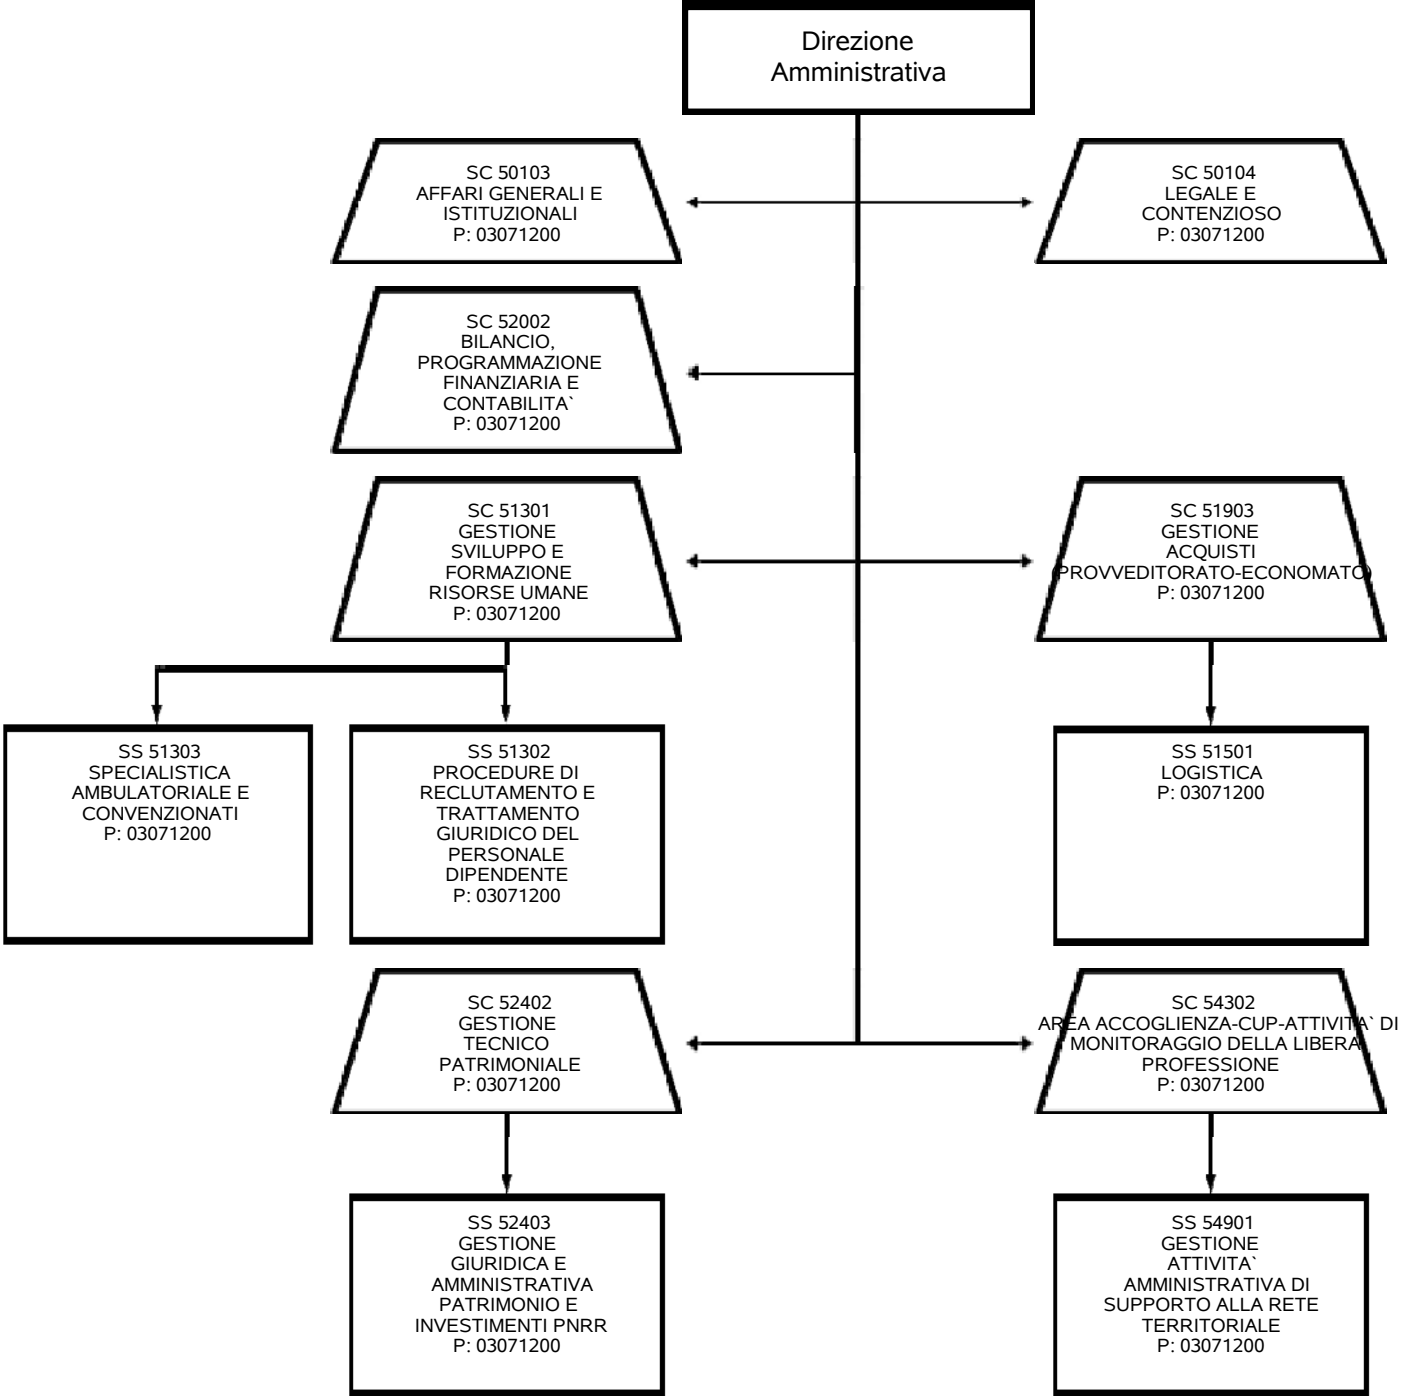 Direzione
Amministrativa
SC 50103
AFFARI GENERALI E
ISTITUZIONALI
P: 03071200
SC 50104
LEGALE E
CONTENZIOSO
P: 03071200
SC 52002
BILANCIO,
PROGRAMMAZIONE
FINANZIARIA E
CONTABILITA`
P: 03071200
SC 51301
GESTIONE
SVILUPPO E
FORMAZIONE
RISORSE UMANE
P: 03071200
SC 51903
GESTIONE
ACQUISTI
(PROVVEDITORATO-ECONOMATO)
P: 03071200
SS 51303
SPECIALISTICA
AMBULATORIALE E
CONVENZIONATI
P: 03071200
SS 51302
PROCEDURE DI
RECLUTAMENTO E
TRATTAMENTO
GIURIDICO DEL
PERSONALE
DIPENDENTE
P: 03071200
SS 51501
LOGISTICA
P: 03071200
SC 52402
GESTIONE
TECNICO
PATRIMONIALE
P: 03071200
SC 54302
AREA ACCOGLIENZA-CUP-ATTIVITA` DI
MONITORAGGIO DELLA LIBERA
PROFESSIONE
P: 03071200
SS 52403
GESTIONE
GIURIDICA E
AMMINISTRATIVA
PATRIMONIO E
INVESTIMENTI PNRR
P: 03071200
SS 54901
GESTIONE
ATTIVITA`
AMMINISTRATIVA DI
SUPPORTO ALLA RETE
TERRITORIALE
P: 03071200